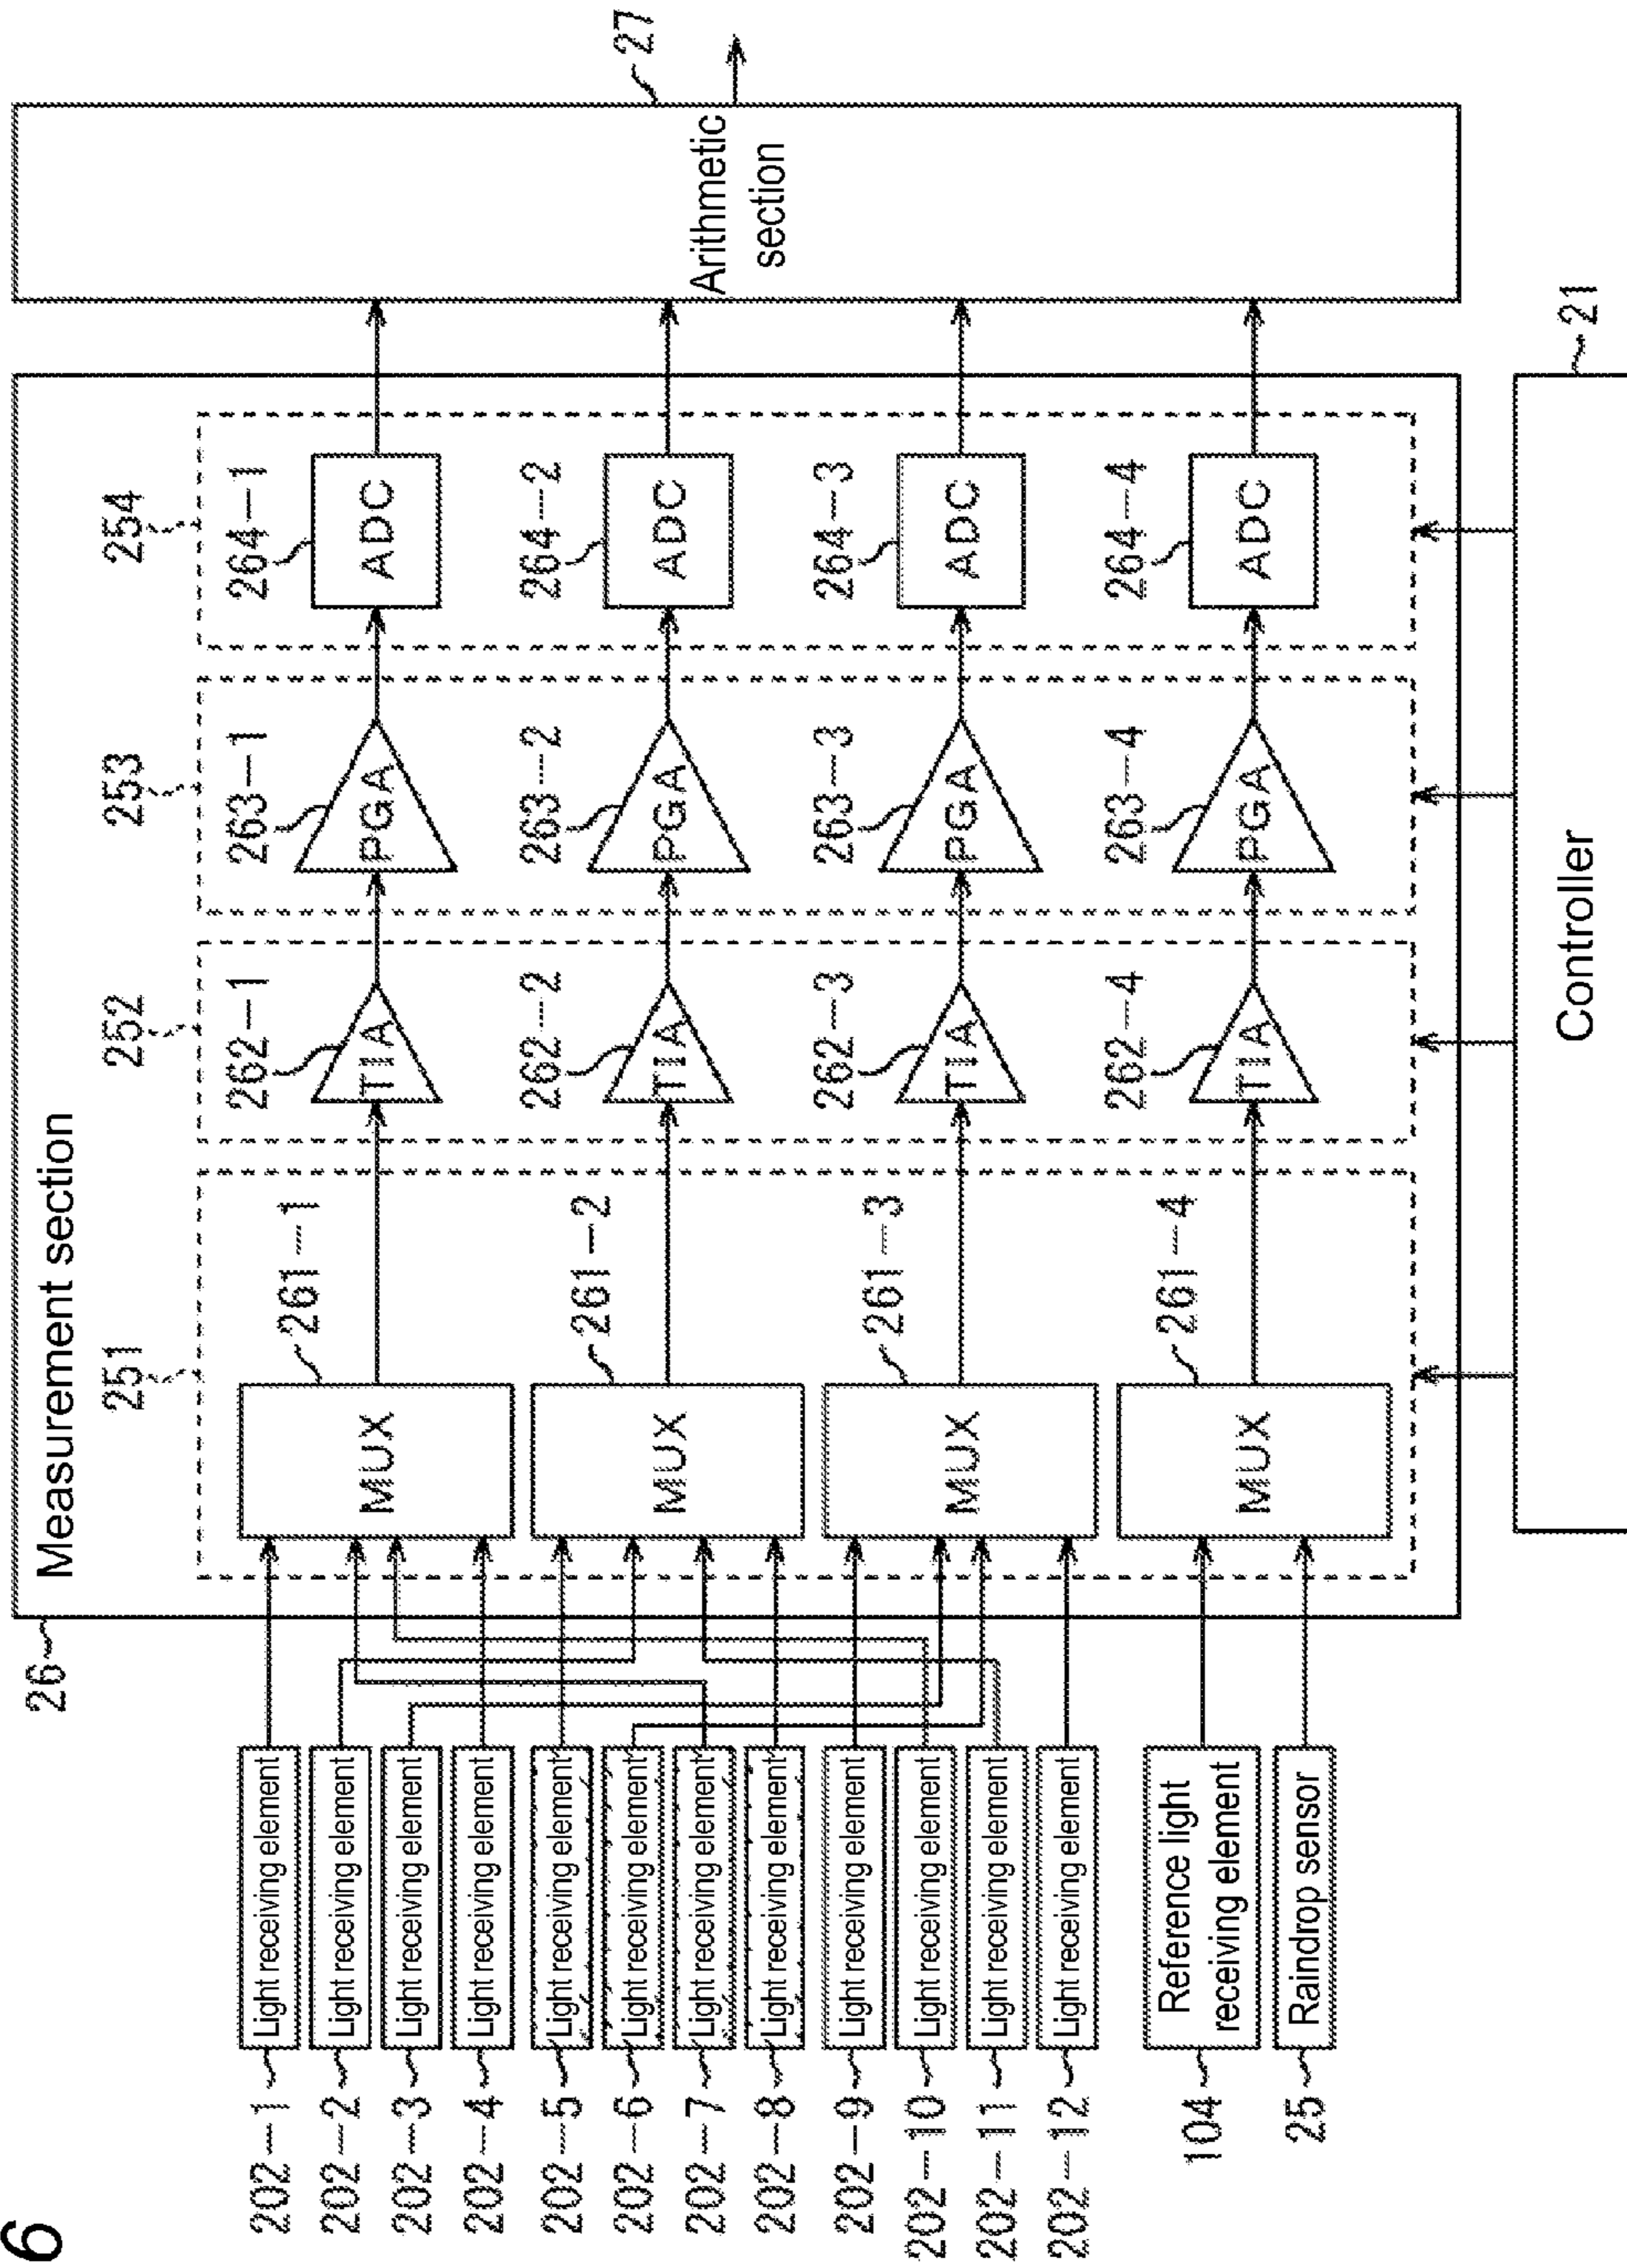 6
26
Measurement section
251
252
253
254
27
202-1
Light receiving element
202-2
Light receiving element
202-3
Light receiving element
202-4
Light receiving element
202-5
Light receiving element
202-6
Light receiving element
202-7
Light receiving element
202-8
Light receiving element
202-9
Light receiving element
202-10
Light receiving element
202-11
Light receiving element
202-12
Light receiving element
104
Reference light
receiving element
25
Raindrop sensor
MUX
261-1
TIA
262-1
PGA
263-1
ADC
264-1
MUX
261-2
TIA
262-2
PGA
263-2
ADC
264-2
MUX
261-3
TIA
262-3
PGA
263-3
ADC
264-3
MUX
261-4
TIA
262-4
PGA
263-4
ADC
264-4
Arithmetic
section
Controller
21